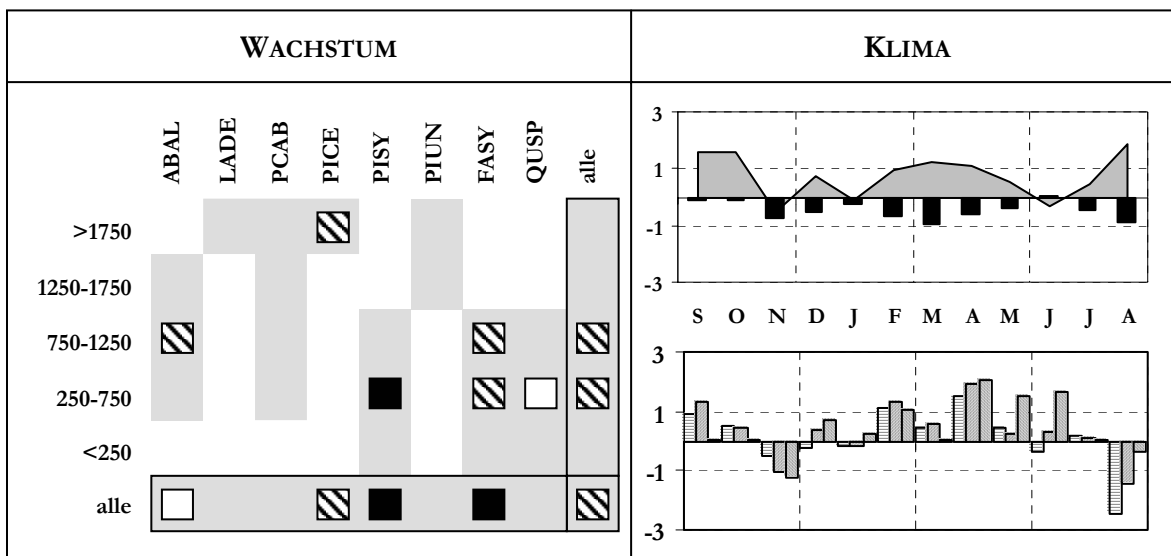 WACHSTUM
KLIMA
ABAL
LADE
PCAB
PICE
PISY
PIUN
FASY
QUSP
alle
>1750
1250-1750
750-1250
250-750
<250
alle
3
1
-1
-3
S O N D J F M A M J J A
3
1
-1
-3